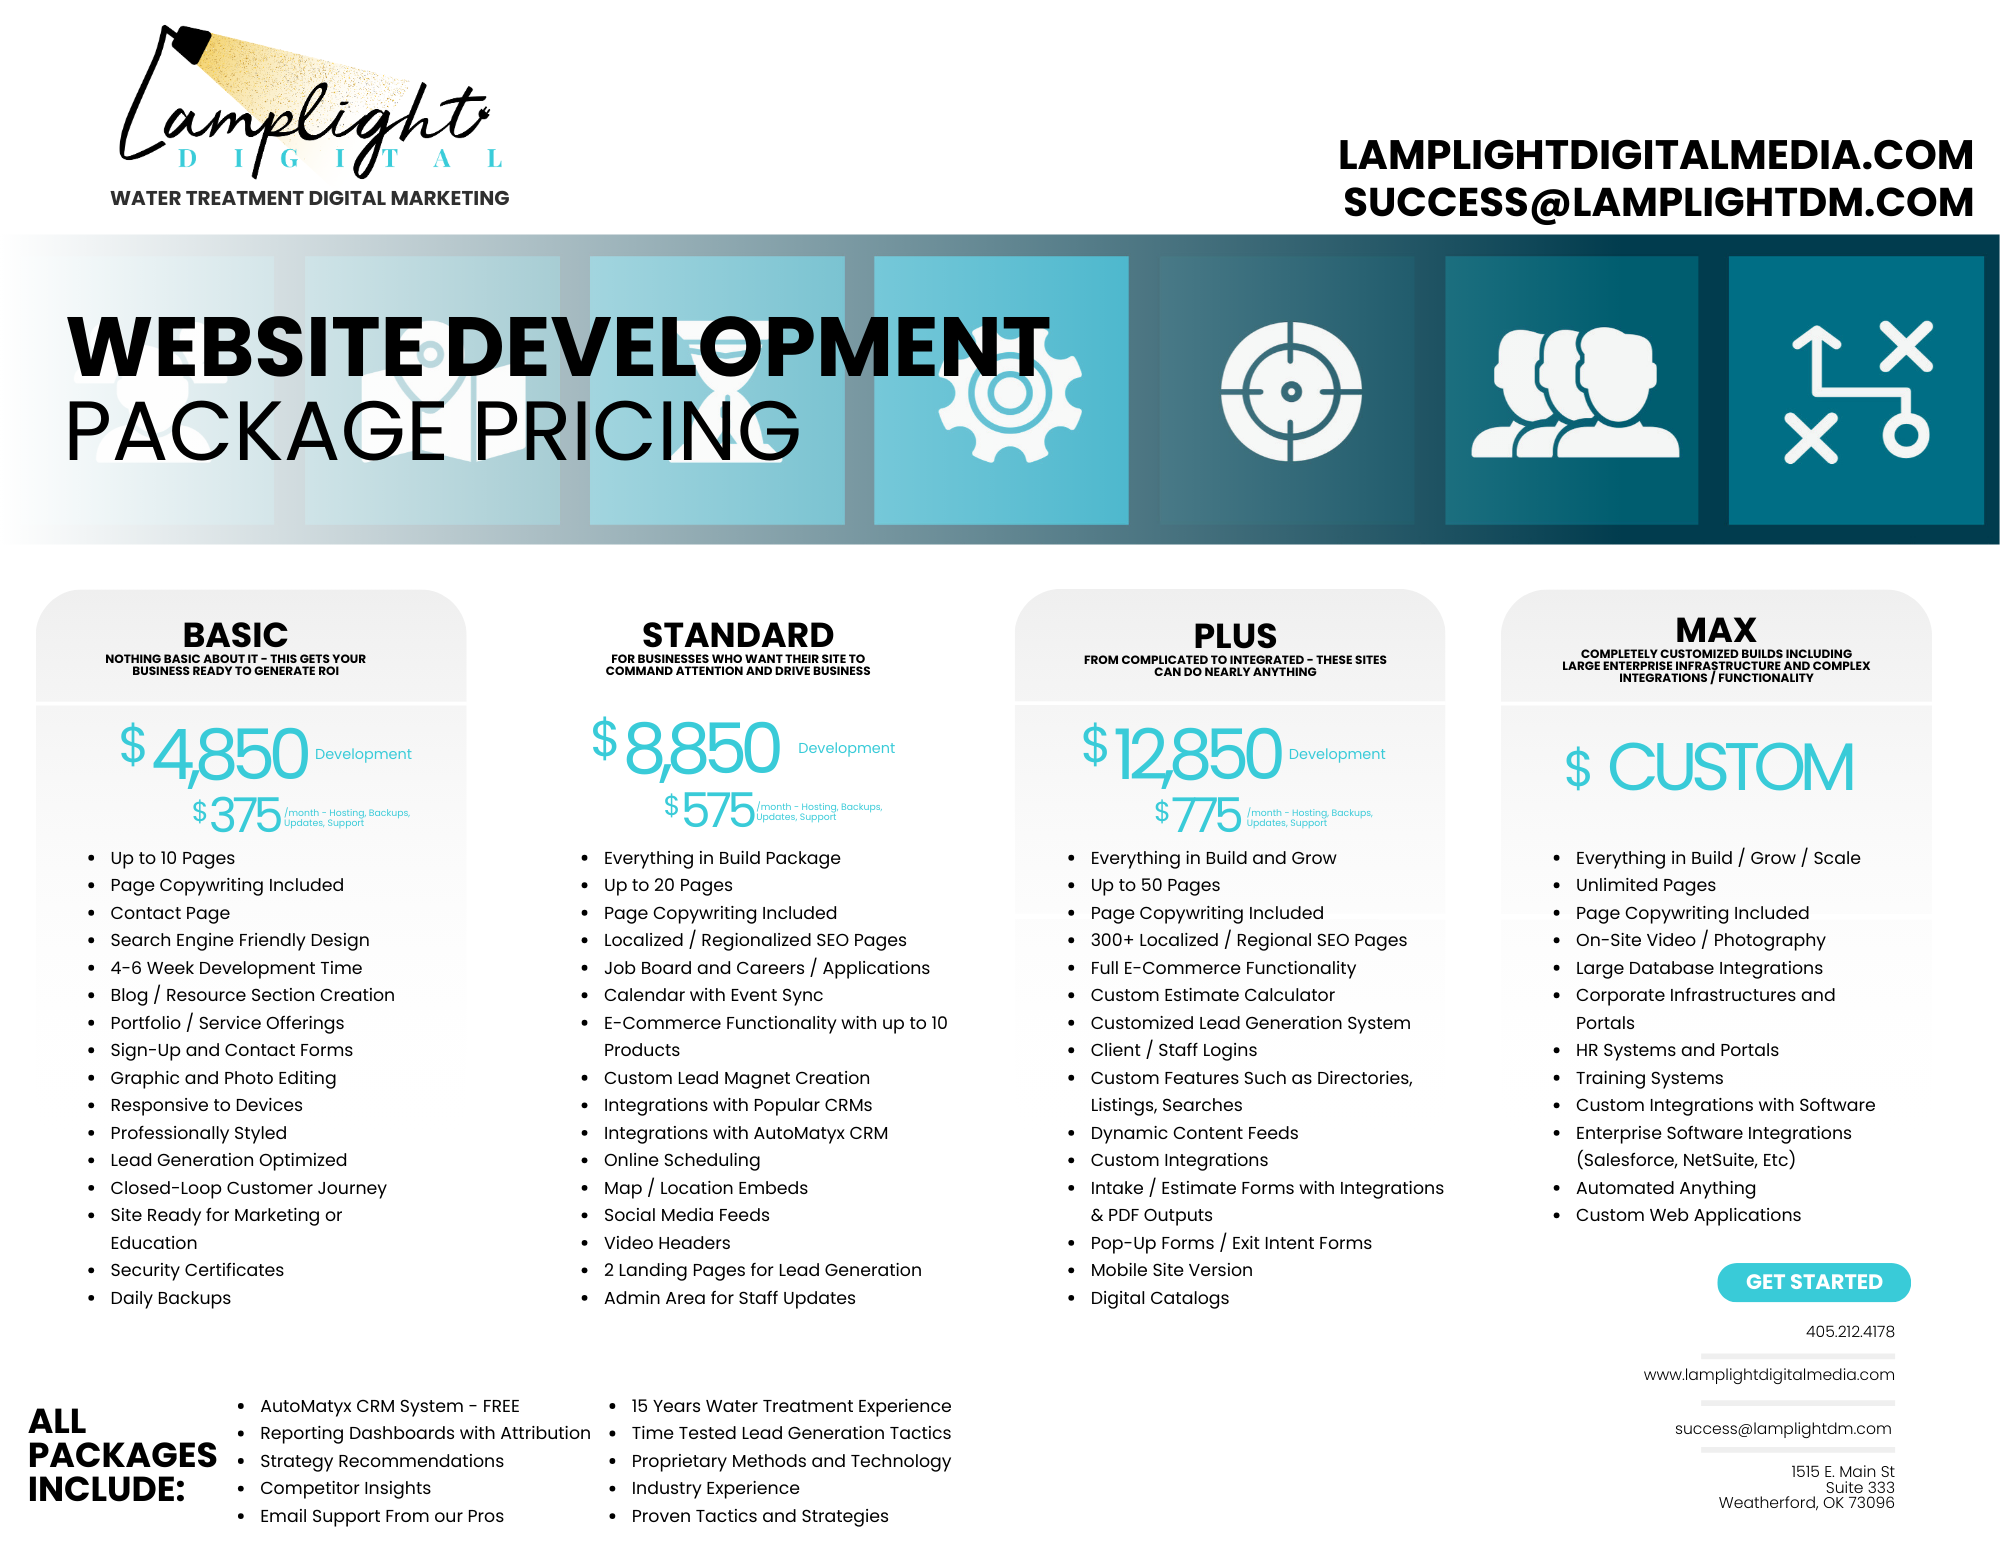 Lamplight
DIGITAL
WATER TREATMENT DIGITAL MARKETING
LAMPLIGHTDIGITALMEDIA.COM
SUCCESS@LAMPLIGHTDM.COM
WEBSITE DEVELOPMENT
PACKAGE PRICING
BASIC
NOTHING BASIC ABOUT IT - THIS GETS YOUR
BUSINESS READY TO GENERATE ROI
$4,850 Development
$375 /month - Hosting, Backups,
Updates, Support
• Up to 10 Pages
• Page Copywriting Included
• Contact Page
• Search Engine Friendly Design
• 4-6 Week Development Time
• Blog / Resource Section Creation
• Portfolio / Service Offerings
• Sign-Up and Contact Forms
• Graphic and Photo Editing
• Responsive to Devices
• Professionally Styled
• Lead Generation Optimized
• Closed-Loop Customer Journey
• Site Ready for Marketing or
Education
• Security Certificates
• Daily Backups
STANDARD
FOR BUSINESSES WHO WANT THEIR SITE TO
COMMAND ATTENTION AND DRIVE BUSINESS
$8,850 Development
$575 /month - Hosting, Backups,
Updates, Support
• Everything in Build Package
• Up to 20 Pages
• Page Copywriting Included
• Localized / Regionalized SEO Pages
• Job Board and Careers / Applications
• Calendar with Event Sync
• E-Commerce Functionality with up to 10
Products
• Custom Lead Magnet Creation
• Integrations with Popular CRMs
• Integrations with AutoMatyx CRM
• Online Scheduling
• Map / Location Embeds
• Social Media Feeds
• Video Headers
• 2 Landing Pages for Lead Generation
• Admin Area for Staff Updates
PLUS
FROM COMPLICATED TO INTEGRATED - THESE SITES
CAN DO NEARLY ANYTHING
$12,850 Development
$775 /month - Hosting, Backups,
Updates, Support
• Everything in Build and Grow
• Up to 50 Pages
• Page Copywriting Included
• 300+ Localized / Regional SEO Pages
• Full E-Commerce Functionality
• Custom Estimate Calculator
• Customized Lead Generation System
• Client / Staff Logins
• Custom Features Such as Directories,
Listings, Searches
• Dynamic Content Feeds
• Custom Integrations
• Intake / Estimate Forms with Integrations
& PDF Outputs
• Pop-Up Forms / Exit Intent Forms
• Mobile Site Version
• Digital Catalogs
MAX
COMPLETELY CUSTOMIZED BUILDS INCLUDING
LARGE ENTERPRISE INFRASTRUCTURE AND COMPLEX
INTEGRATIONS / FUNCTIONALITY
$ CUSTOM
• Everything in Build / Grow / Scale
• Unlimited Pages
• Page Copywriting Included
• On-Site Video / Photography
• Large Database Integrations
• Corporate Infrastructures and
Portals
• HR Systems and Portals
• Training Systems
• Custom Integrations with Software
• Enterprise Software Integrations
(Salesforce, NetSuite, Etc)
• Automated Anything
• Custom Web Applications
GET STARTED
405.212.4178
www.lamplightdigitalmedia.com
success@lamplightdm.com
1515 E. Main St
Suite 333
Weatherford, OK 73096
ALL
PACKAGES
INCLUDE:
• AutoMatyx CRM System - FREE
• Reporting Dashboards with Attribution
• Strategy Recommendations
• Competitor Insights
• Email Support From our Pros
• 15 Years Water Treatment Experience
• Time Tested Lead Generation Tactics
• Proprietary Methods and Technology
• Industry Experience
• Proven Tactics and Strategies